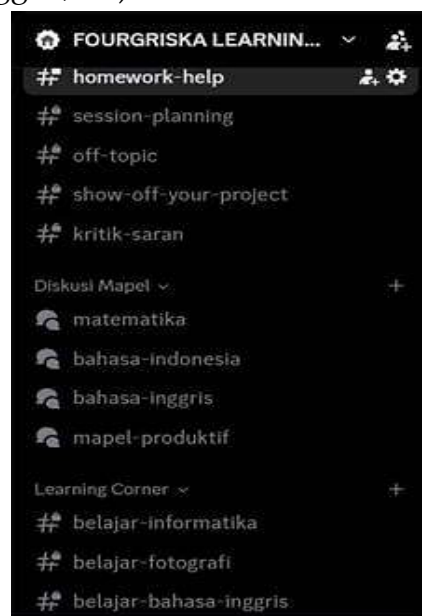 FOURGRISKA LEARNIN...
homework-help
session-planning
off-topic
show-off-your-project
kritik-saran
Diskusi Mapel
matematika
bahasa-indonesia
bahasa-inggris
mapel-produktif
Learning Corner
belajar-informatika
belajar-fotografi
belajar-bahasa-inggris